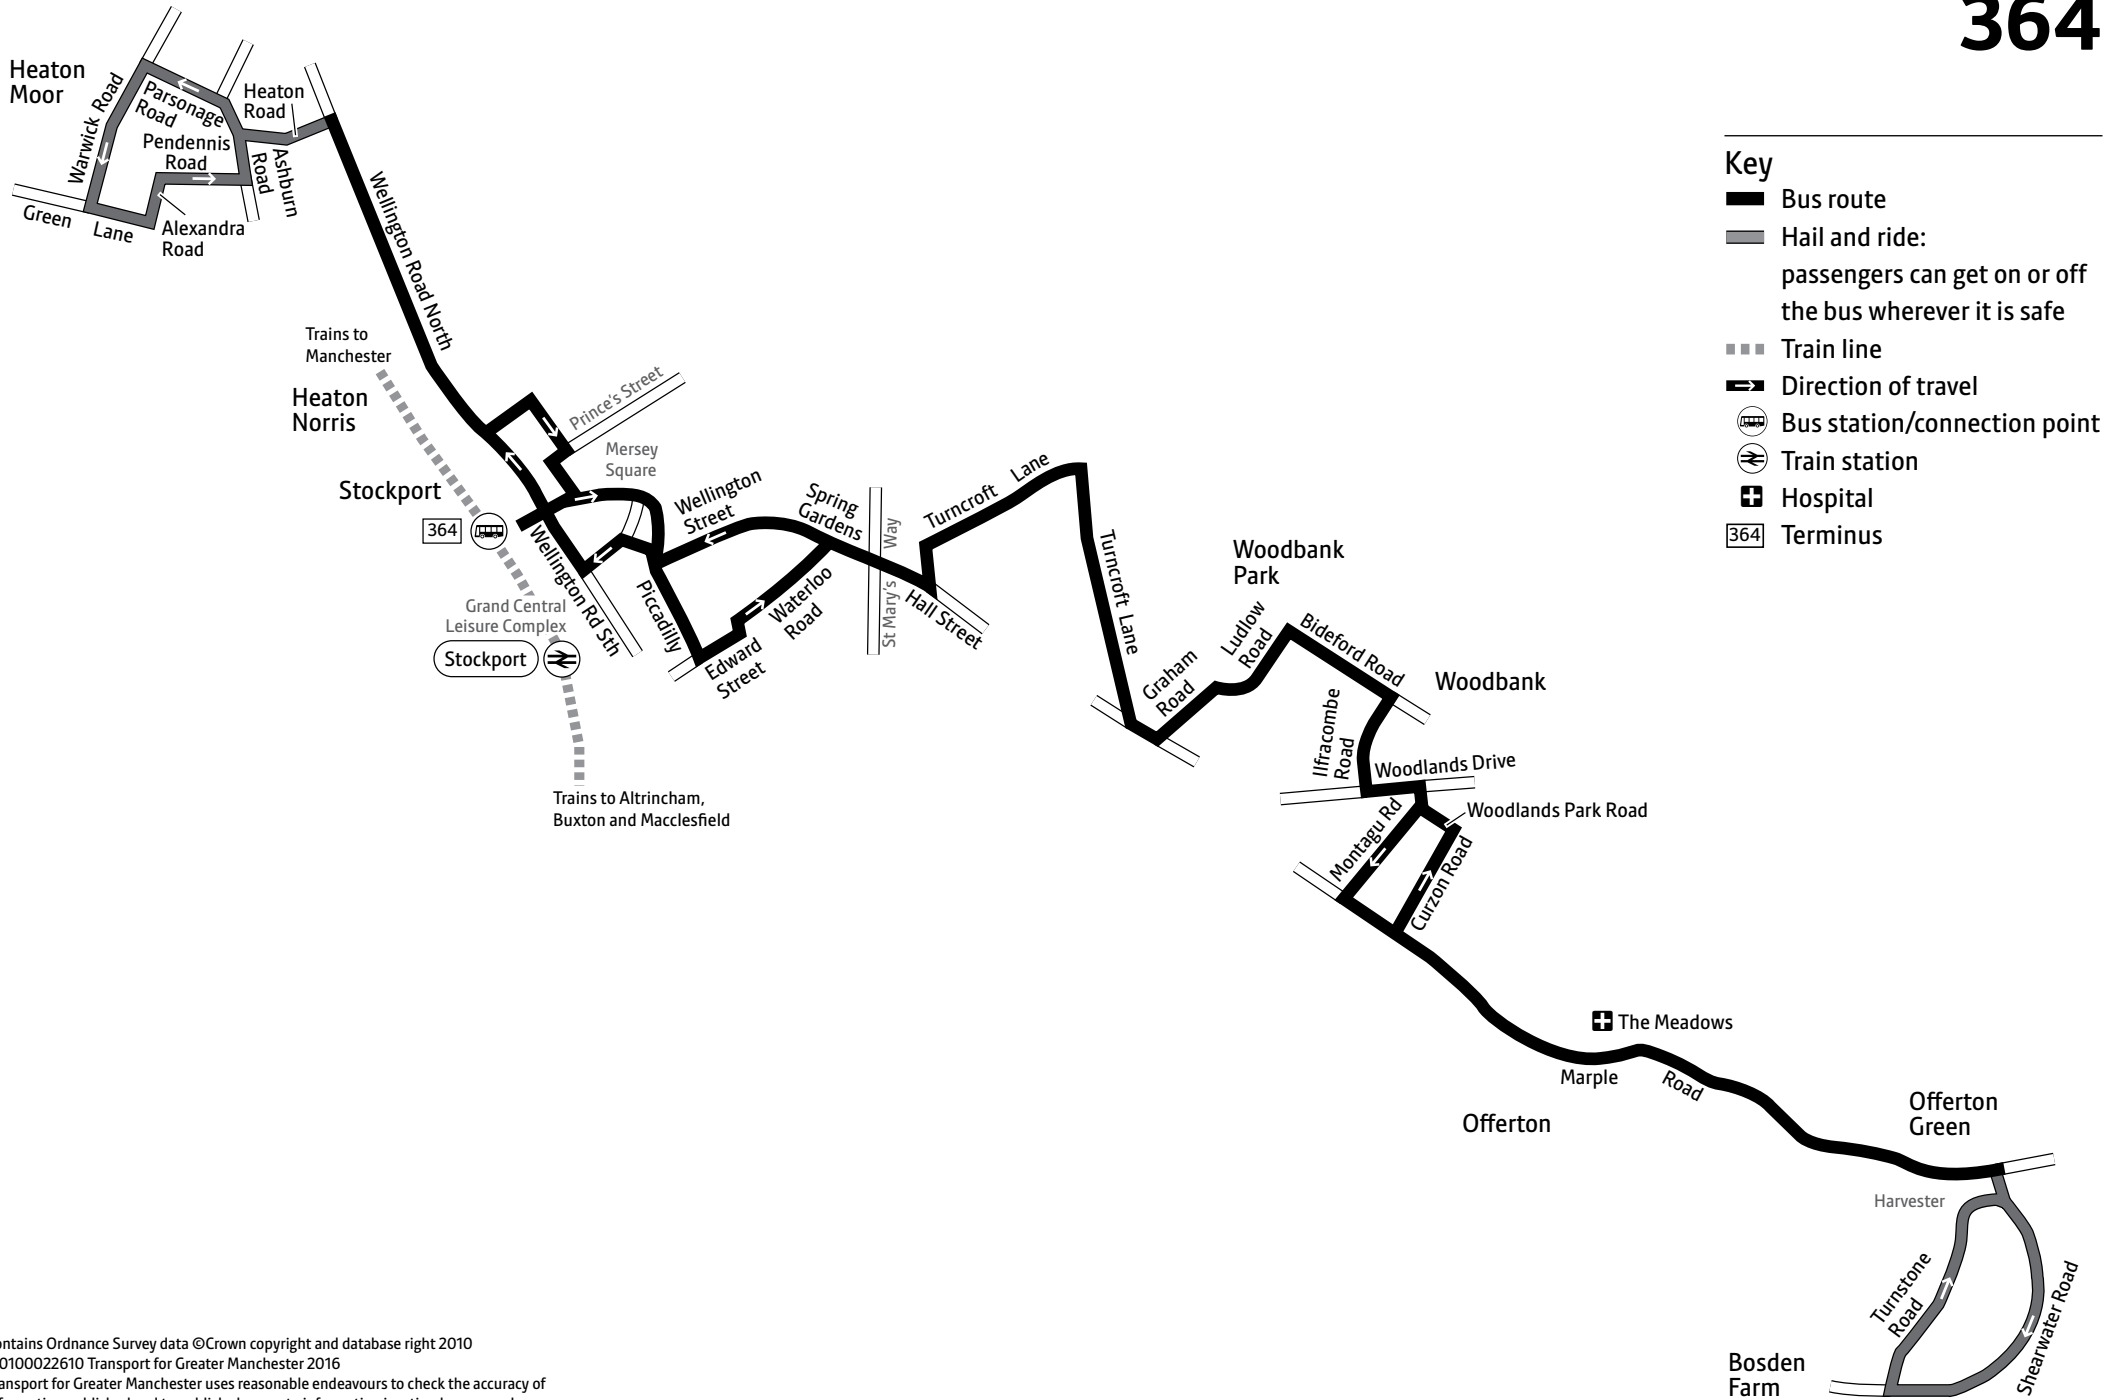 364
Heaton
Moor
Warwick Road
Parsonage
Road
Heaton
Road
Pendennis
Road
Ashburn
Road
Green
Lane
Alexandra
Road
Wellington Road North
Trains to
Manchester
Heaton
Norris
Prince's Street
Mersey
Square
Stockport
364
Wellington
Street
Spring
Gardens
St Mary's Way
Hall Street
Turncroft Lane
Turncroft Lane
Wellington Rd Sth
Piccadilly
Edward
Street
Waterloo
Road
Grand Central
Leisure Complex
Stockport
Trains to Altrincham,
Buxton and Macclesfield
Woodbank
Park
Graham
Road
Ludlow
Road
Bideford Road
Woodbank
Ilfracombe
Road
Woodlands Drive
Woodlands Park Road
Montagu Rd
Curzon Road
The Meadows
Marple Road
Offerton
Offerton
Green
Harvester
Turnstone
Road
Shearwater Road
Bosden
Farm
Key
Bus route
Hail and ride:
passengers can get on or off
the bus wherever it is safe
Train line
Direction of travel
Bus station/connection point
Train station
Hospital
364 Terminus
ontains Ordnance Survey data ©Crown copyright and database right 2010
0100022610 Transport for Greater Manchester 2016
ansport for Greater Manchester uses reasonable endeavours to check the accuracy of